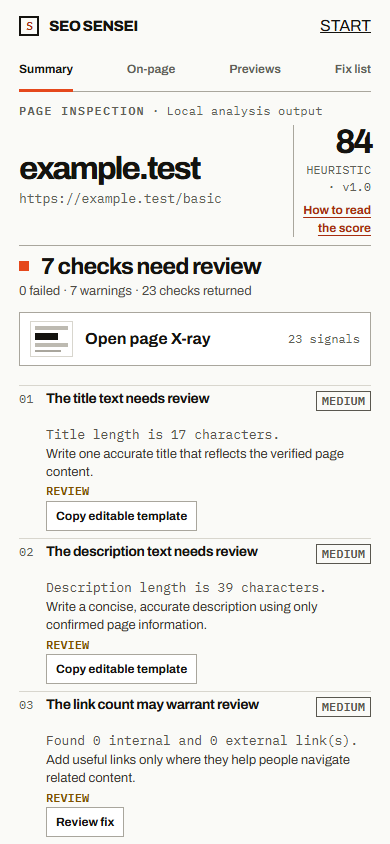 S SEO SENSEI START
Summary On-page Previews Fix list
PAGE INSPECTION · Local analysis output
84
HEURISTIC
· v1.0
How to read
the score
example.test
https://example.test/basic
7 checks need review
0 failed · 7 warnings · 23 checks returned
Open page X-ray 23 signals
01 The title text needs review MEDIUM
Title length is 17 characters.
Write one accurate title that reflects the verified page
content.
REVIEW
Copy editable template
02 The description text needs review MEDIUM
Description length is 39 characters.
Write a concise, accurate description using only
confirmed page information.
REVIEW
Copy editable template
03 The link count may warrant review MEDIUM
Found 0 internal and 0 external link(s).
Add useful links only where they help people navigate
related content.
REVIEW
Review fix